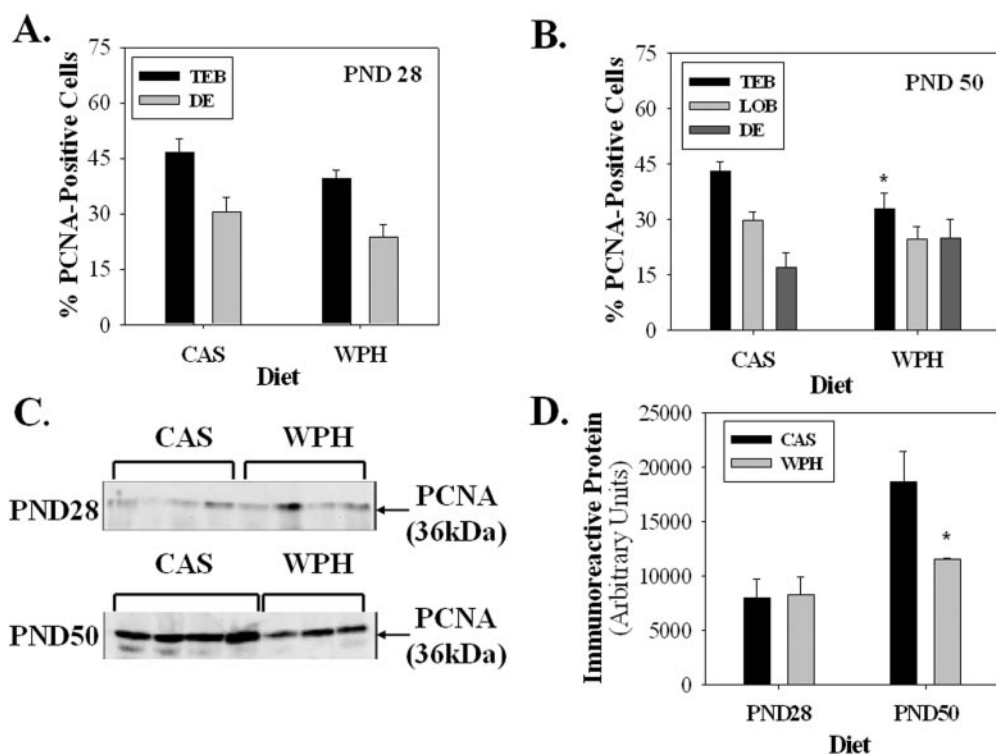 A.
% PCNA-Positive Cells
75
60
45
30
15
0
TEB
DE
PND 28
CAS
WPH
Diet
B.
% PCNA-Positive Cells
75
60
45
30
15
0
TEB
LOB
DE
PND 50
*
CAS
WPH
Diet
C.
CAS
WPH
PND28
PCNA
(36kDa)
CAS
WPH
PND50
PCNA
(36kDa)
D.
Immunoreactive Protein
(Arbitrary Units)
25000
20000
15000
10000
5000
0
CAS
WPH
*
PND28
PND50
Diet